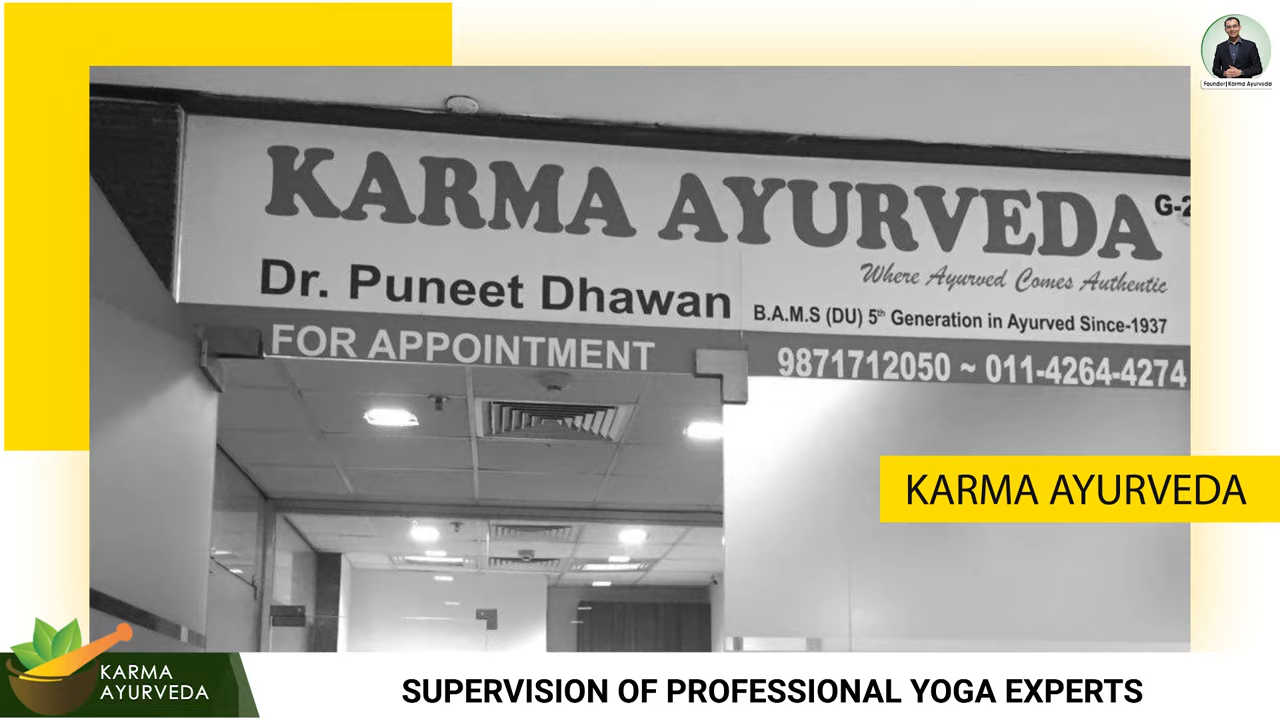 Founder | Karma Ayurveda
KARMA AYURVEDA
G-2
Where Ayurved Comes Authentic
Dr. Puneet Dhawan
B.A.M.S (DU) 5th Generation in Ayurved Since-1937
FOR APPOINTMENT
9871712050 ~ 011-4264-4274
KARMA AYURVEDA
KARMA
AYURVEDA
SUPERVISION OF PROFESSIONAL YOGA EXPERTS